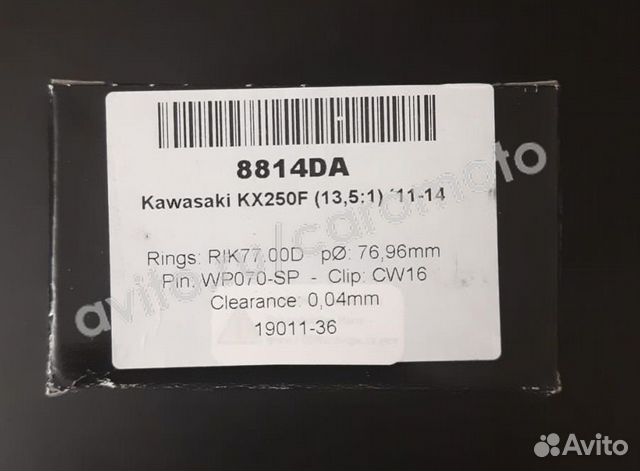 8814DA
Kawasaki KX250F (13,5:1) '11-14
Rings: RIK77,00D pØ: 76,96mm
Pin: WP070-SP - Clip: CW16
Clearance: 0,04mm
19011-36
Avito